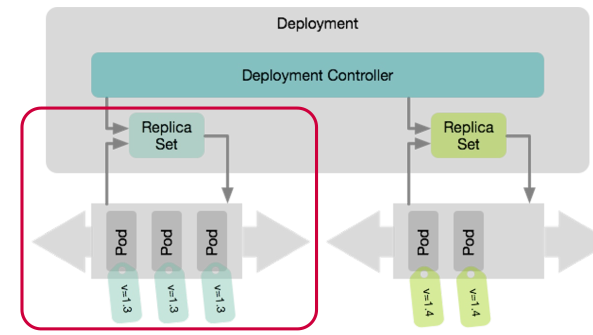 Deployment
Deployment Controller
Replica
Set
Replica
Set
Pod
Pod
Pod
Pod
Pod
v=1.3
v=1.3
v=1.3
v=1.4
v=1.4